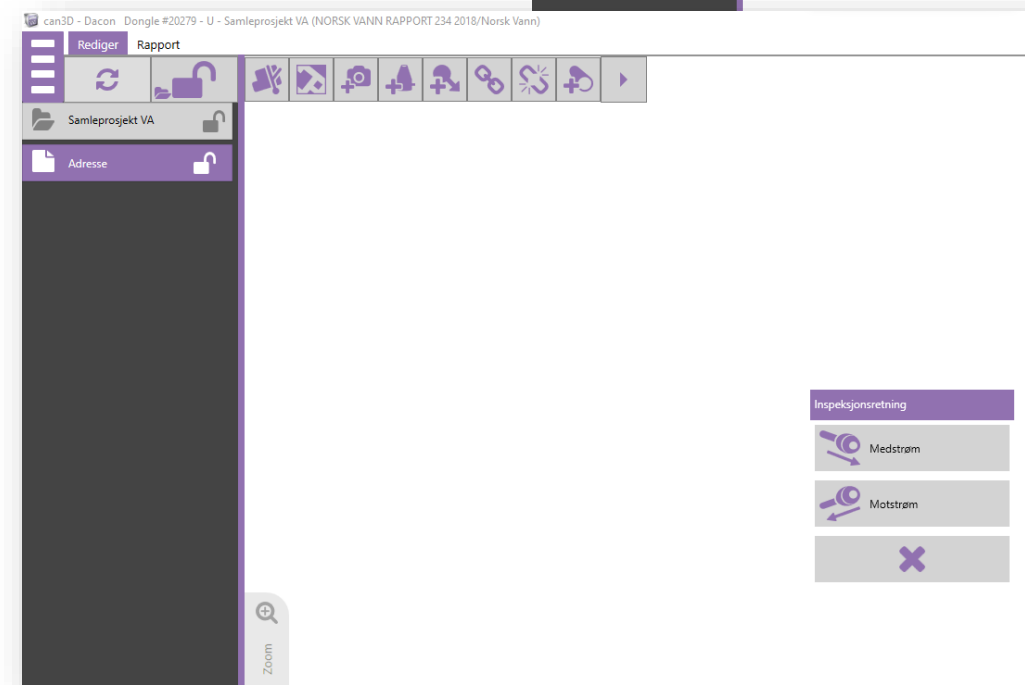 can3D - Dacon Dongle #20279 - U - Samleprosjekt VA (NORSK VANN RAPPORT 234 2018/Norsk Vann)
Rediger Rapport
Samleprosjekt VA
Adresse
Inspeksjonsretning
Medstrøm
Motstrøm
Zoom